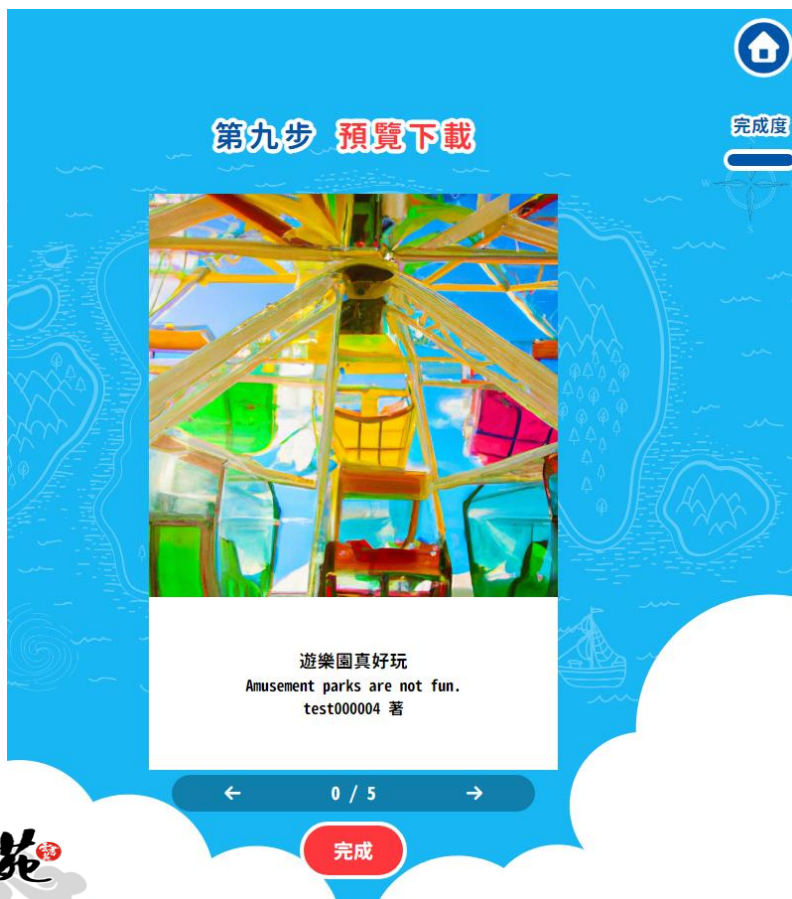 第九步 預覽下載
完成度
W
S
遊樂園真好玩
Amusement parks are not fun.
test000004 著
← 0 / 5 →
完成
苑